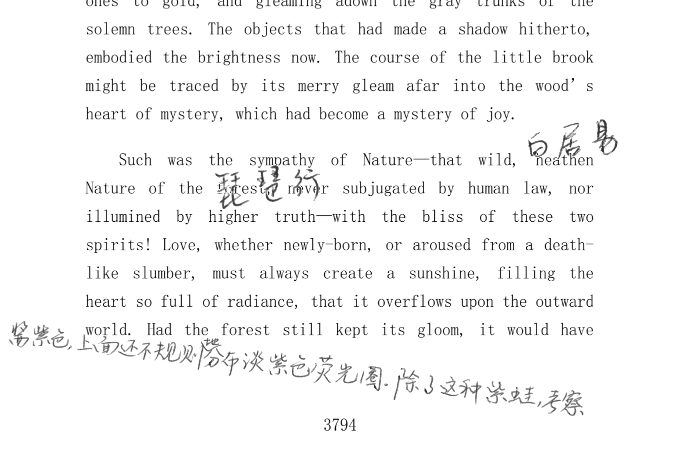 ones to gold, and gleaming adown the gray trunks of the
solemn trees. The objects that had made a shadow hitherto,
embodied the brightness now. The course of the little brook
might be traced by its merry gleam afar into the wood’s
heart of mystery, which had become a mystery of joy.
白居易
Such was the sympathy of Nature—that wild, heathen
琵琶行
Nature of the forest, never subjugated by human law, nor
illumined by higher truth—with the bliss of these two
spirits! Love, whether newly-born, or aroused from a death-
like slumber, must always create a sunshine, filling the
heart so full of radiance, that it overflows upon the outward
world. Had the forest still kept its gloom, it would have
紫色,上面还不规则分布淡紫色荧光圈.除了这种紫蛙,考察
3794